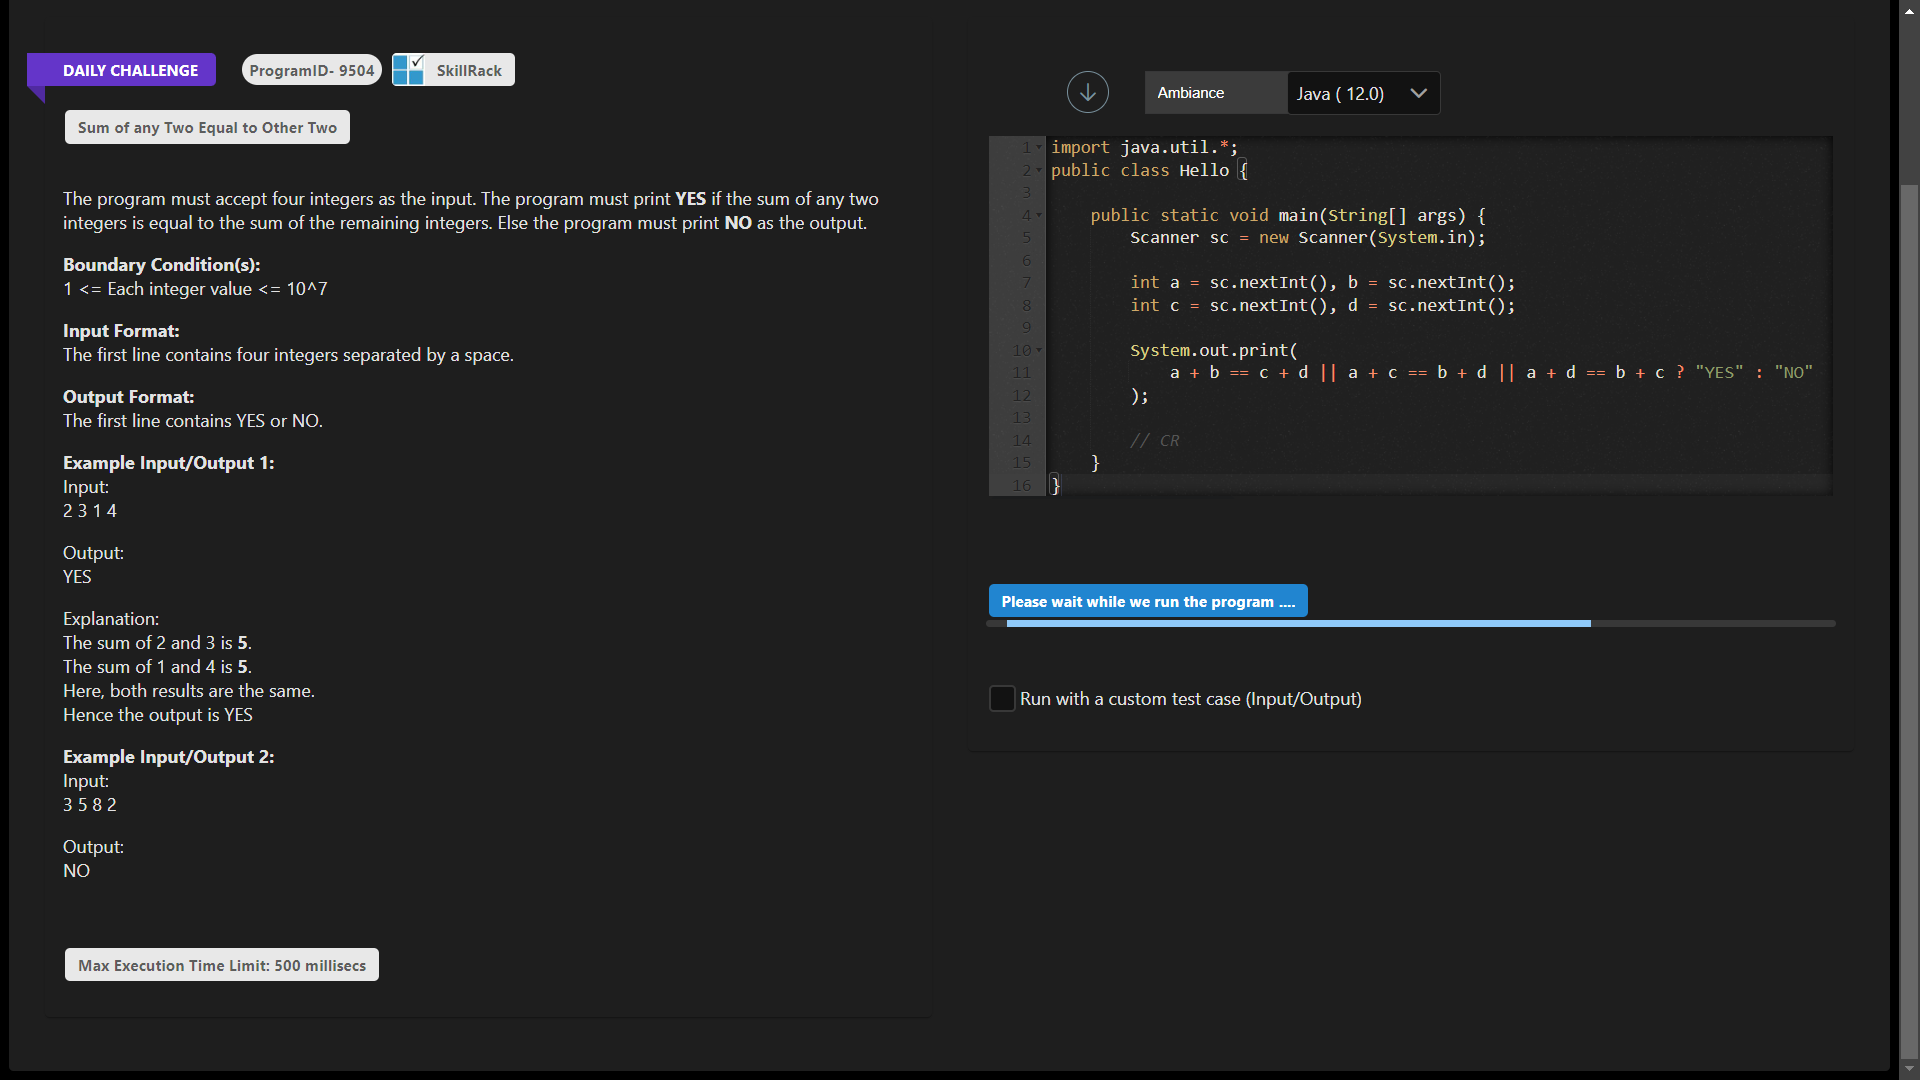 DAILY CHALLENGE
ProgramID- 9504
SkillRack
Sum of any Two Equal to Other Two
The program must accept four integers as the input. The program must print YES if the sum of any two
integers is equal to the sum of the remaining integers. Else the program must print NO as the output.
Boundary Condition(s):
1 <= Each integer value <= 10^7
Input Format:
The first line contains four integers separated by a space.
Output Format:
The first line contains YES or NO.
Example Input/Output 1:
Input:
2 3 1 4
Output:
YES
Explanation:
The sum of 2 and 3 is 5.
The sum of 1 and 4 is 5.
Here, both results are the same.
Hence the output is YES
Example Input/Output 2:
Input:
3 5 8 2
Output:
NO
Max Execution Time Limit: 500 millisecs
Ambiance
Java ( 12.0)
1 import java.util.*;
2 public class Hello {
3
4     public static void main(String[] args) {
5         Scanner sc = new Scanner(System.in);
6
7         int a = sc.nextInt(), b = sc.nextInt();
8         int c = sc.nextInt(), d = sc.nextInt();
9
10         System.out.print(
11             a + b == c + d || a + c == b + d || a + d == b + c ? "YES" : "NO"
12         );
13
14         // CR
15     }
16 }
Please wait while we run the program ....
Run with a custom test case (Input/Output)